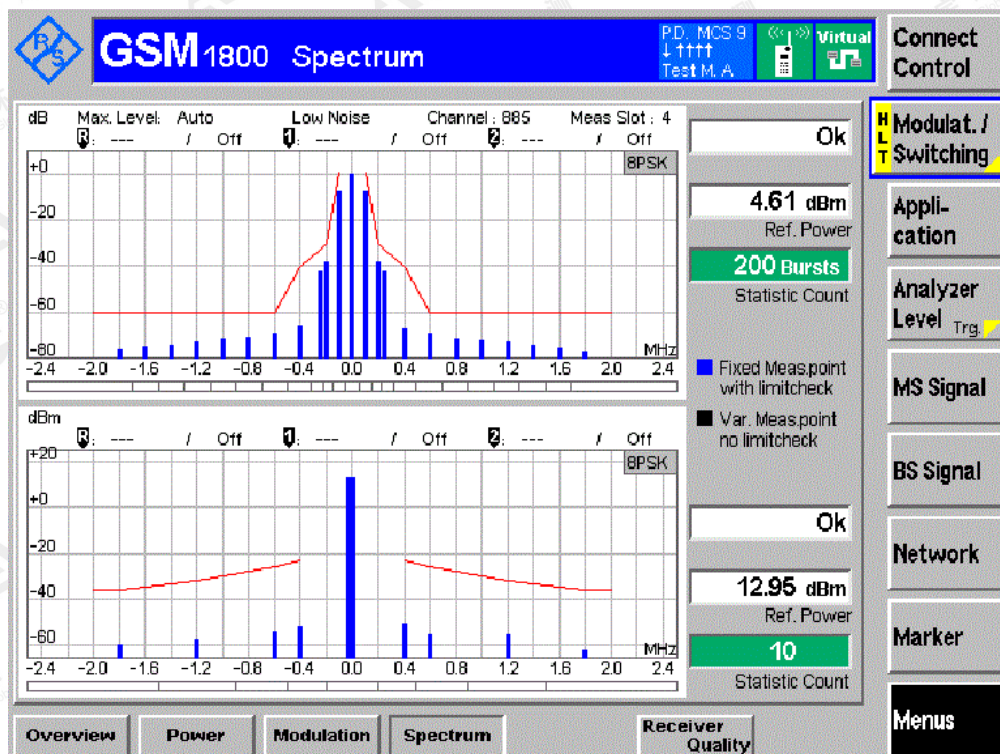 R/S
GSM 1800 Spectrum
P.D. MCS 9
↓ ↑↑↑↑
Test M. A.
Virtual
Connect Control
dB Max. Level: Auto Low Noise Channel : 885 Meas Slot : 4
R: --- / Off 1: --- / Off 2: --- / Off
8PSK
+0
-20
-40
-60
-80
MHz
-2.4 -2.0 -1.6 -1.2 -0.8 -0.4 0.0 0.4 0.8 1.2 1.6 2.0 2.4
Ok
4.61 dBm
Ref. Power
200 Bursts
Statistic Count
Fixed Meas.point
with limitcheck
Var. Meas.point
no limitcheck
dBm
R: --- / Off 1: --- / Off 2: --- / Off
8PSK
+20
+0
-20
-40
-60
MHz
-2.4 -2.0 -1.6 -1.2 -0.8 -0.4 0.0 0.4 0.8 1.2 1.6 2.0 2.4
Ok
12.95 dBm
Ref. Power
10
Statistic Count
HLT
Modulat. /
Switching
Appli-
cation
Analyzer
Level Trg.
MS Signal
BS Signal
Network
Marker
Menus
Overview Power Modulation Spectrum Receiver
Quality